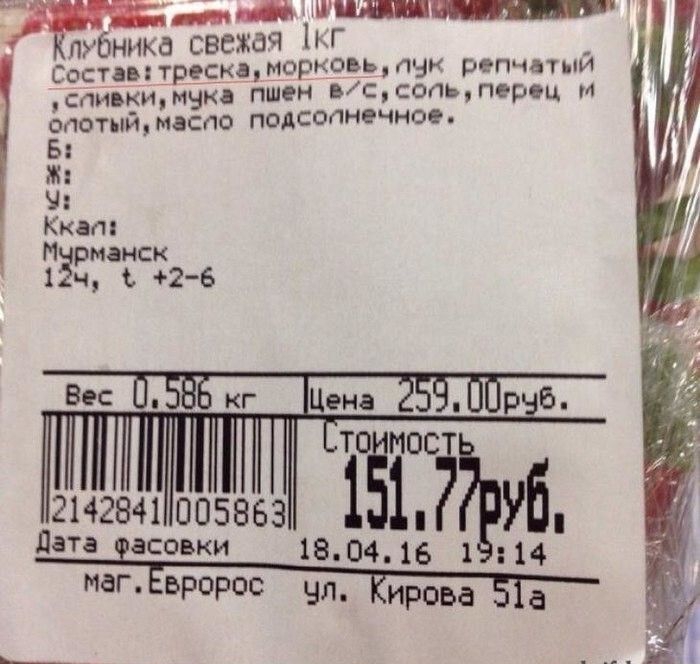 Клубника свежая 1кг
Состав:треска,морковь,лук репчатый
,сливки,мука пшен в/с,соль,перец м
олотый,масло подсолнечное.
Б:
Ж:
У:
Ккал:
Мурманск
12ч, t +2-6
Вес 0.586 кг Цена 259.00руб.
Стоимость
151.77руб.
2142841005863
Дата фасовки 18.04.16 19:14
маг.Евророс ул. Кирова 51а